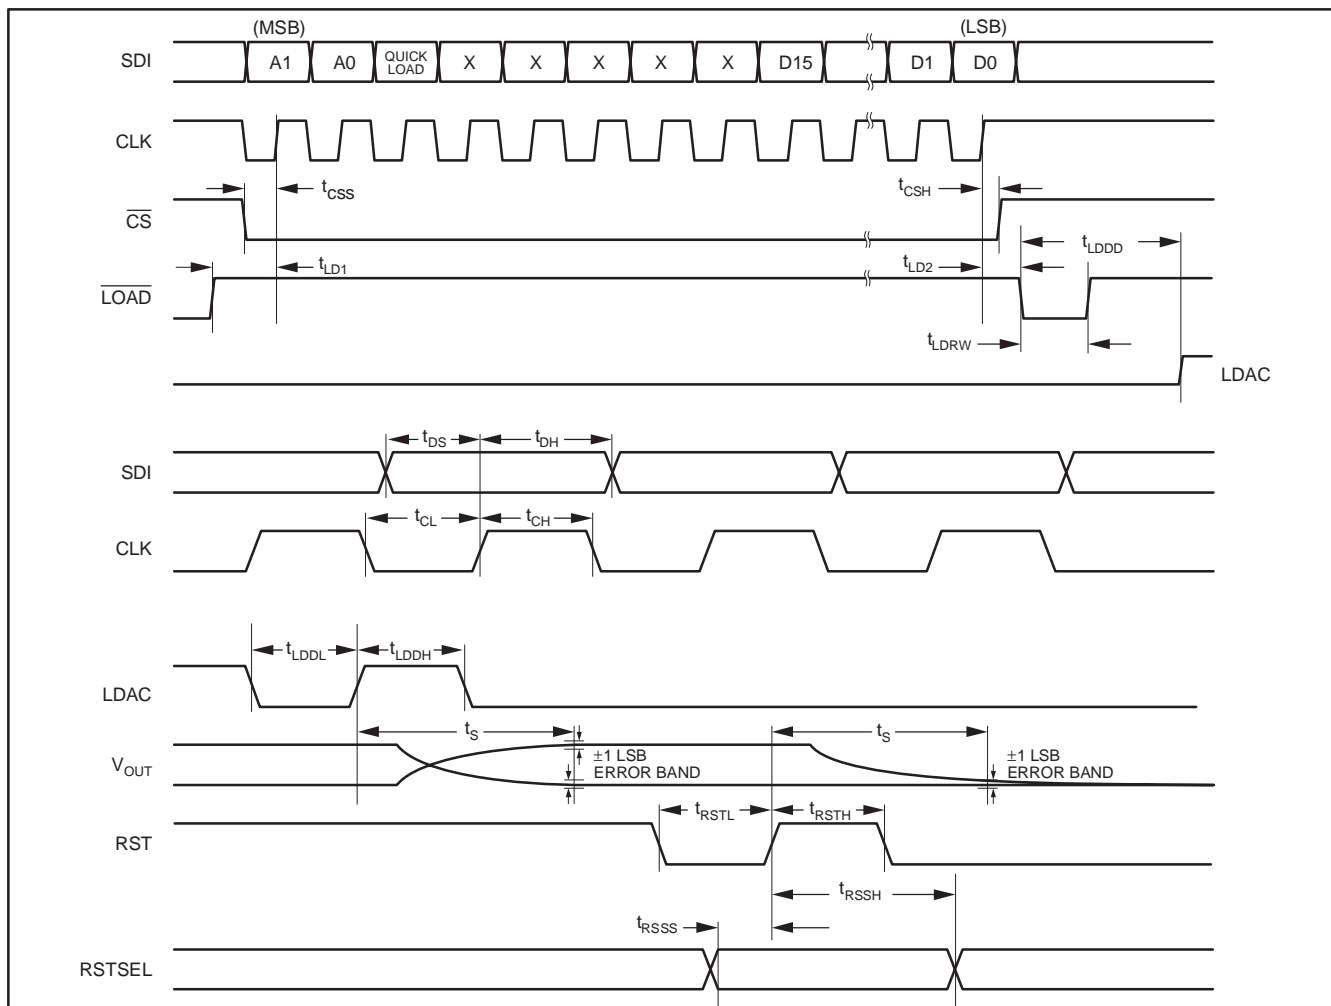 (MSB) (LSB)
SDI A1 A0 QUICK LOAD X X X X X D15 D1 D0
CLK
tCSS tCSH
CS
tLDDD
tLD1 tLD2
LOAD
tLDRW
LDAC
tDS tDH
SDI
tCL tCH
CLK
tLDDL tLDDH
LDAC
tS tS
VOUT ±1 LSB ERROR BAND ±1 LSB ERROR BAND
tRSTL tRSTH
RST
tRSSH
tRSSS
RSTSEL